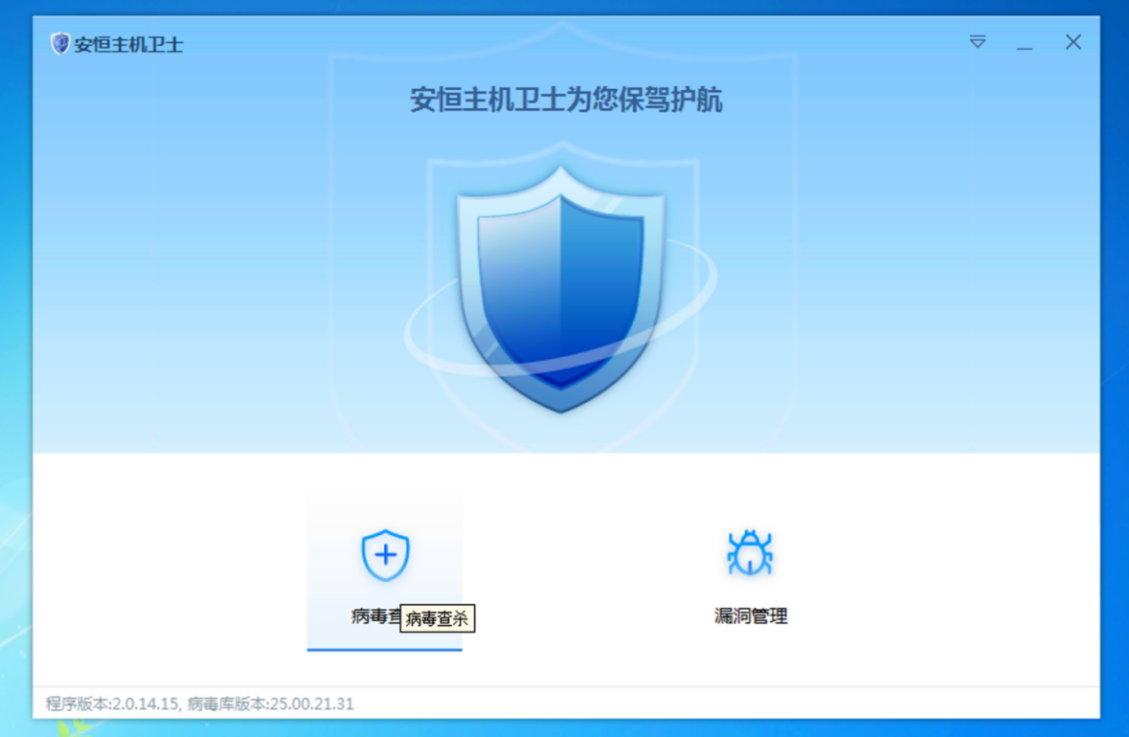 安恒主机卫士
安恒主机卫士为您保驾护航
病毒查
病毒查杀
漏洞管理
程序版本:2.0.14.15, 病毒库版本:25.00.21.31